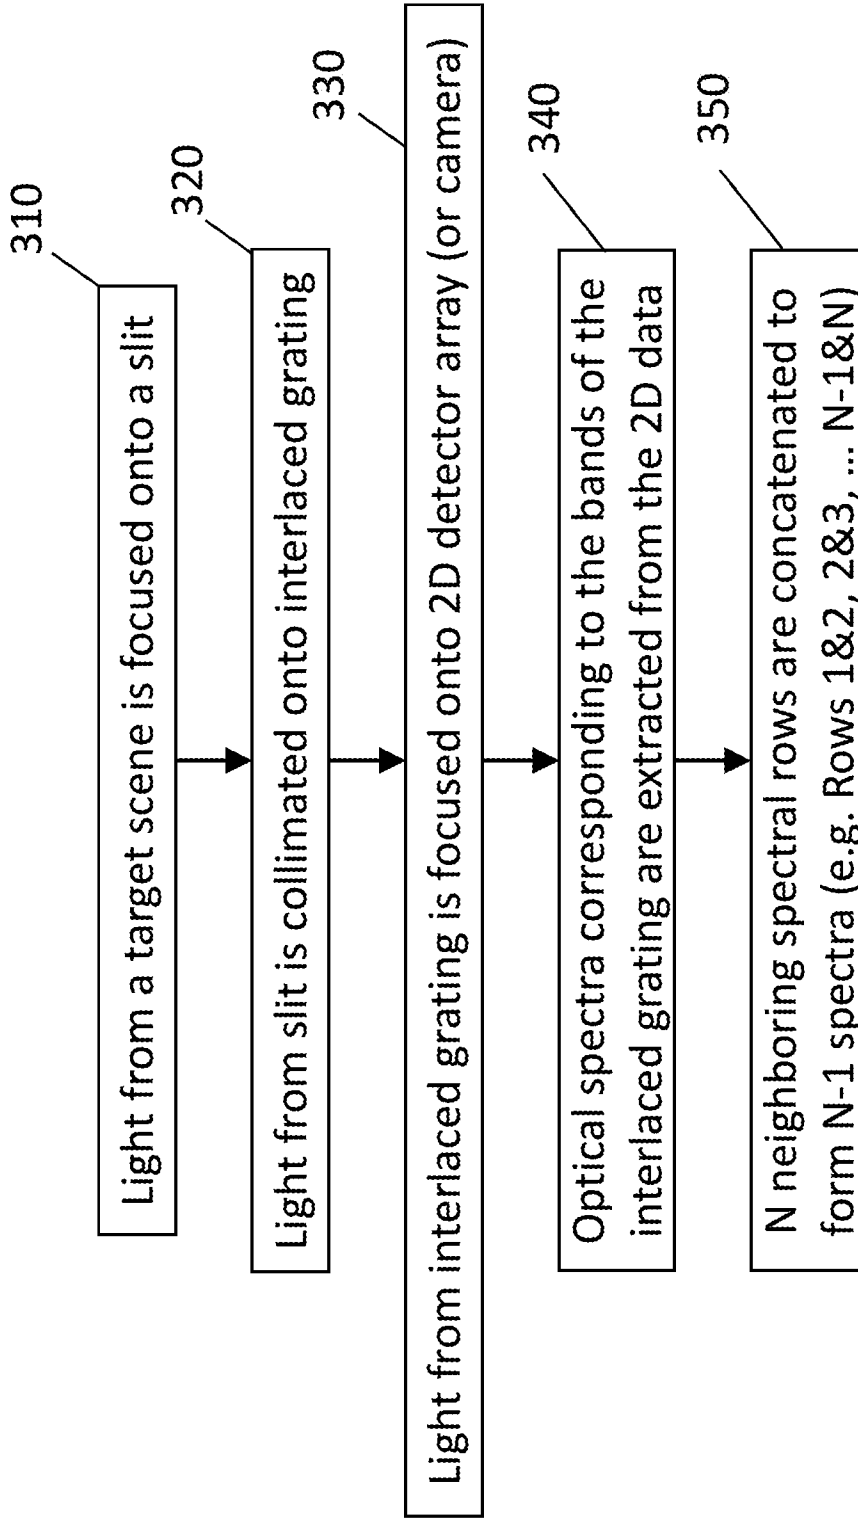 310
Light from a target scene is focused onto a slit
320
Light from slit is collimated onto interlaced grating
330
Light from interlaced grating is focused onto 2D detector array (or camera)
340
Optical spectra corresponding to the bands of the
interlaced grating are extracted from the 2D data
350
N neighboring spectral rows are concatenated to
form N-1 spectra (e.g. Rows 1&2, 2&3, ... N-1&N)